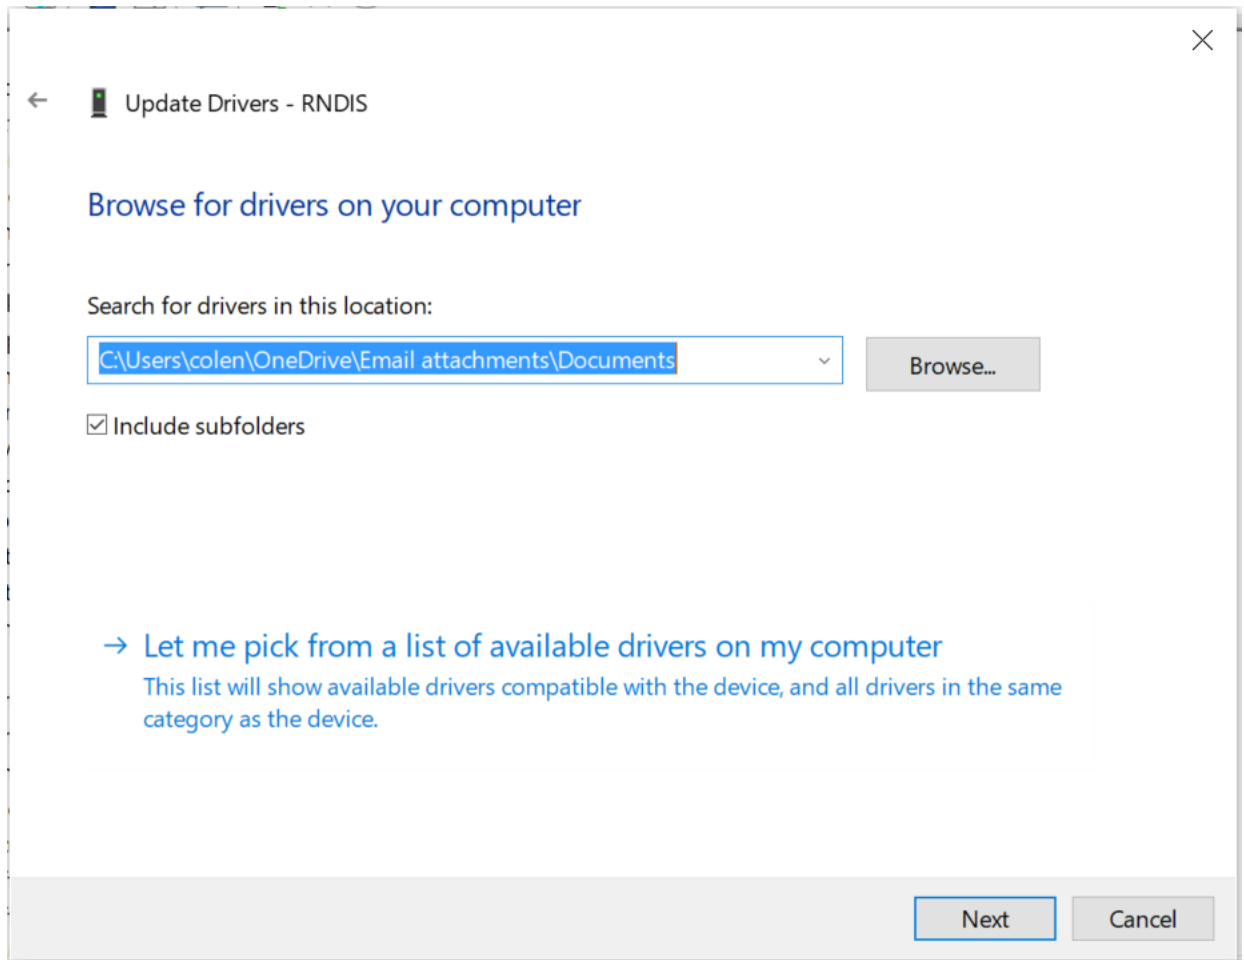 Update Drivers - RNDIS
Browse for drivers on your computer
Search for drivers in this location:
C:\Users\colen\OneDrive\Email attachments\Documents
Browse...
Include subfolders
Let me pick from a list of available drivers on my computer
This list will show available drivers compatible with the device, and all drivers in the same
category as the device.
Next
Cancel